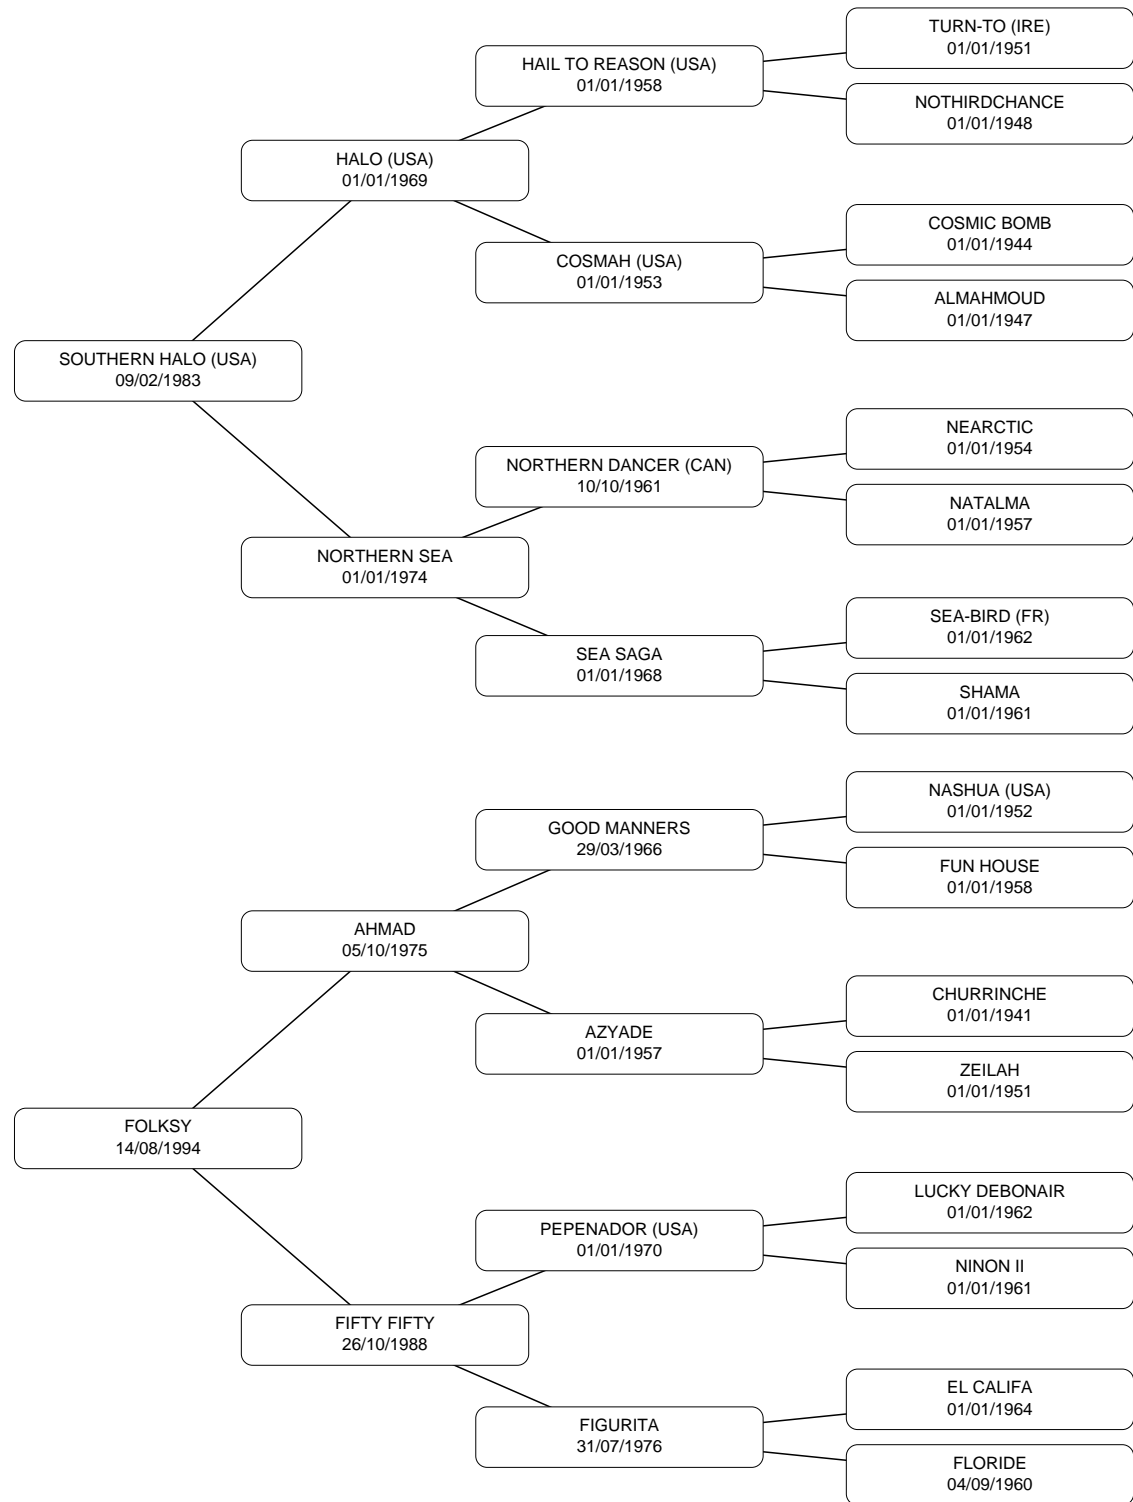 TURN-TO (IRE)
01/01/1951
HAIL TO REASON (USA)
01/01/1958
NOTHIRDCHANCE
01/01/1948
HALO (USA)
01/01/1969
COSMIC BOMB
01/01/1944
COSMAH (USA)
01/01/1953
ALMAHMOUD
01/01/1947
SOUTHERN HALO (USA)
09/02/1983
NEARCTIC
01/01/1954
NORTHERN DANCER (CAN)
10/10/1961
NATALMA
01/01/1957
NORTHERN SEA
01/01/1974
SEA-BIRD (FR)
01/01/1962
SEA SAGA
01/01/1968
SHAMA
01/01/1961
NASHUA (USA)
01/01/1952
GOOD MANNERS
29/03/1966
FUN HOUSE
01/01/1958
AHMAD
05/10/1975
CHURRINCHE
01/01/1941
AZYADE
01/01/1957
ZEILAH
01/01/1951
FOLKSY
14/08/1994
LUCKY DEBONAIR
01/01/1962
PEPENADOR (USA)
01/01/1970
NINON II
01/01/1961
FIFTY FIFTY
26/10/1988
EL CALIFA
01/01/1964
FIGURITA
31/07/1976
FLORIDE
04/09/1960